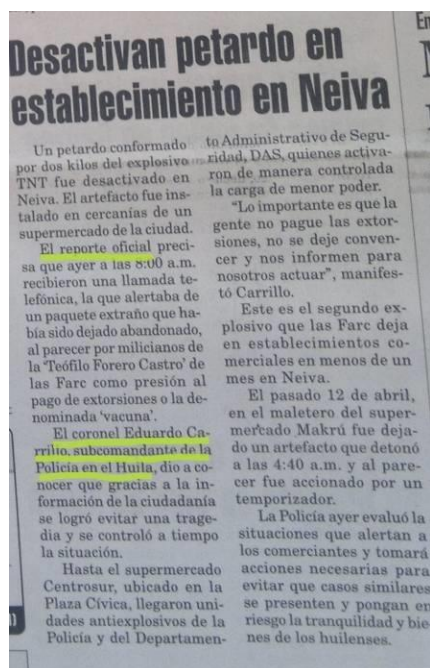 Desactivan petardo en
establecimiento en Neiva
Un petardo conformado
por dos kilos del explosivo
TNT fue desactivado en
Neiva. El artefacto fue ins-
talado en cercanías de un
supermercado de la ciudad.
El reporte oficial preci-
sa que ayer a las 8:00 a.m.
recibieron una llamada te-
lefónica, la que alertaba de
un paquete extraño que ha-
bía sido dejado abandonado,
al parecer por milicianos de
la ‘Teófilo Forero Castro’ de
las Farc como presión al
pago de extorsiones o la de-
nominada ‘vacuna’.
El coronel Eduardo Ca-
rrillo, subcomandante de la
Policía en el Huila, dio a co-
nocer que gracias a la in-
formación de la ciudadanía
se logró evitar una trage-
dia y se controló a tiempo
la situación.
Hasta el supermercado
Centrosur, ubicado en la
Plaza Cívica, llegaron uni-
dades antiexplosivos de la
Policía y del Departamen-
to Administrativo de Segu-
ridad, DAS, quienes activa-
ron de manera controlada
la carga de menor poder.
“Lo importante es que la
gente no pague las extor-
siones, no se deje conven-
cer y nos informen para
nosotros actuar”, manifes-
tó Carrillo.
Este es el segundo ex-
plosivo que las Farc deja
en establecimientos co-
merciales en menos de un
mes en Neiva.
El pasado 12 de abril,
en el maletero del super-
mercado Makrú fue deja-
do un artefacto que detonó
a las 4:40 a.m. y al pare-
cer fue accionado por un
temporizador.
La Policía ayer evaluó la
situaciones que alertan a
los comerciantes y tomará
acciones necesarias para
evitar que casos similares
se presenten y pongan en
riesgo la tranquilidad y bie-
nes de los huilenses.
En